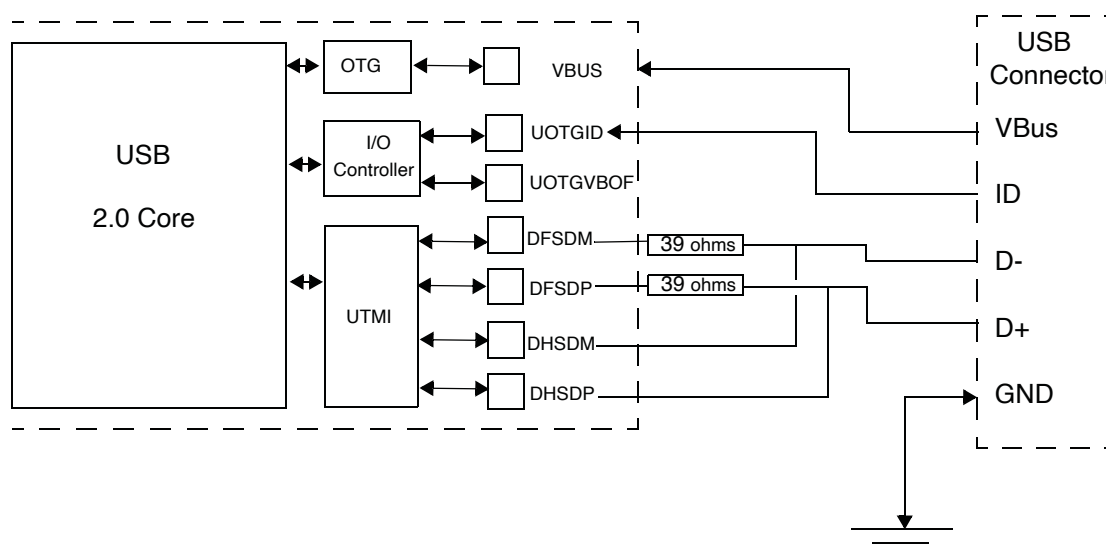 USB
Connector
OTG
VBUS
VBus
UOTGID
I/O
Controller
USB
2.0 Core
UOTGVBOF
ID
DFSDM
39 ohms
D-
DFSDP
39 ohms
UTMI
D+
DHSDM
DHSDP
GND